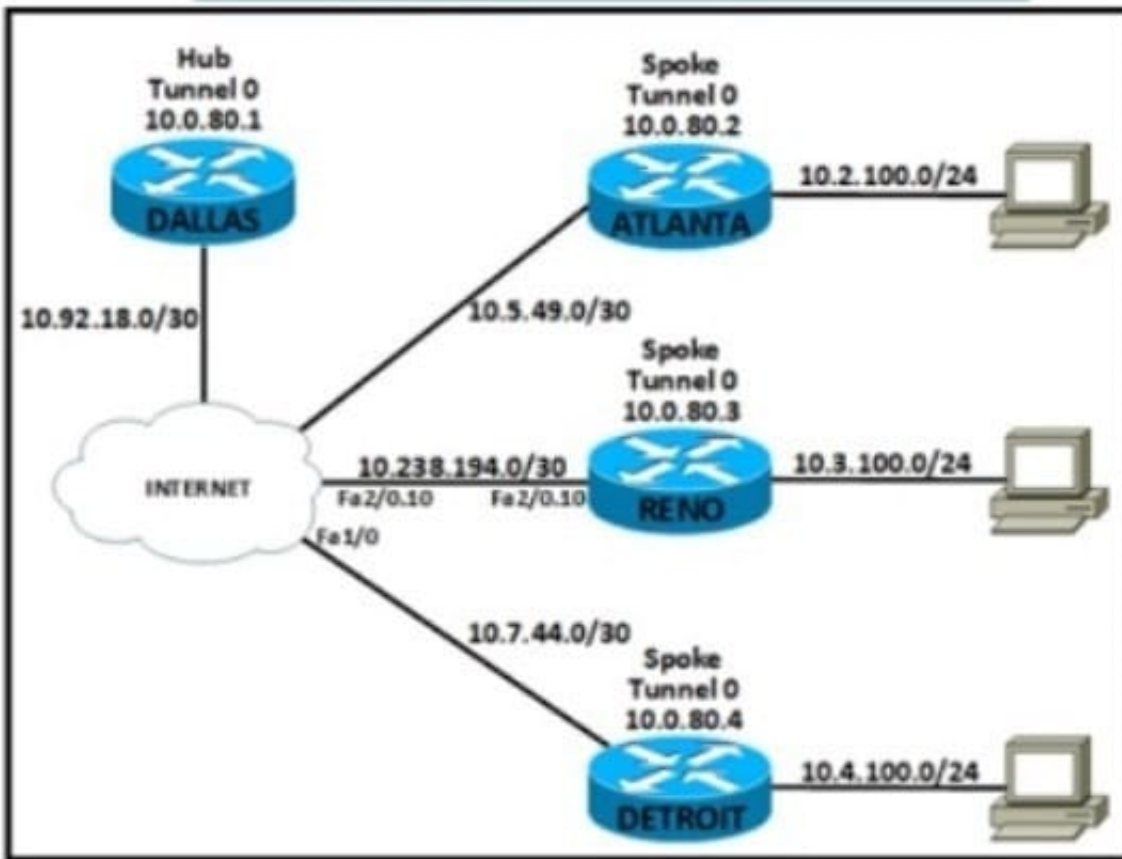 Hub
Tunnel 0
10.0.80.1
DALLAS
10.92.18.0/30
Spoke
Tunnel 0
10.0.80.2
ATLANTA
10.2.100.0/24
10.5.49.0/30
Spoke
Tunnel 0
10.0.80.3
RENO
10.3.100.0/24
INTERNET
10.238.194.0/30
Fa2/0.10
Fa2/0.10
Fa1/0
10.7.44.0/30
Spoke
Tunnel 0
10.0.80.4
DETROIT
10.4.100.0/24